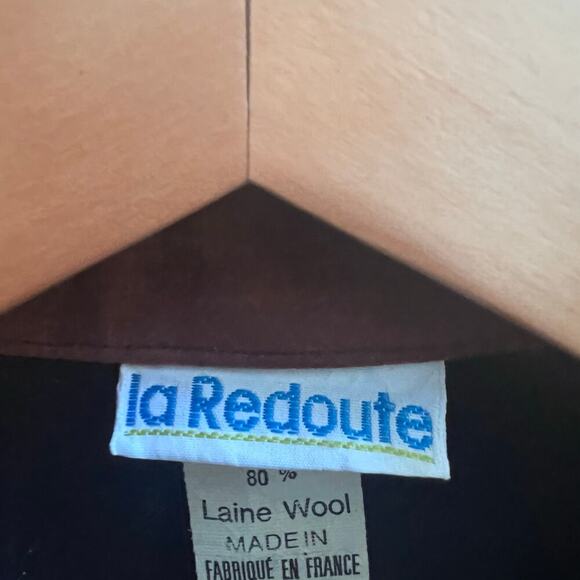 la Redoute
80 %
Laine Wool
MADE IN
FABRIQUÉ EN FRANCE